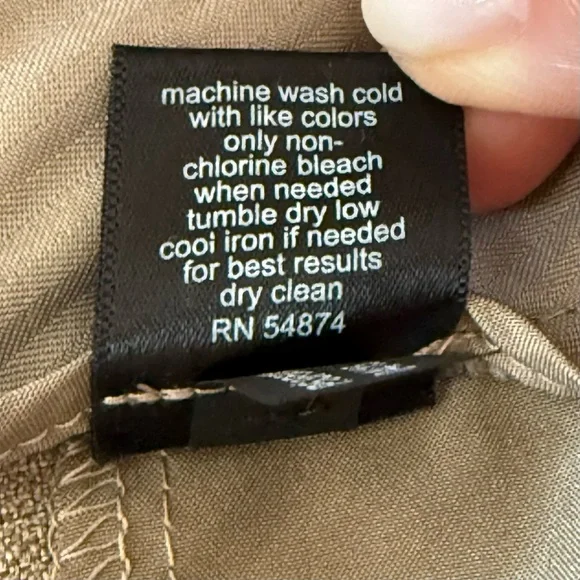 machine wash cold
with like colors
only non-
chlorine bleach
when needed
tumble dry low
cool iron if needed
for best results
dry clean
RN 54874